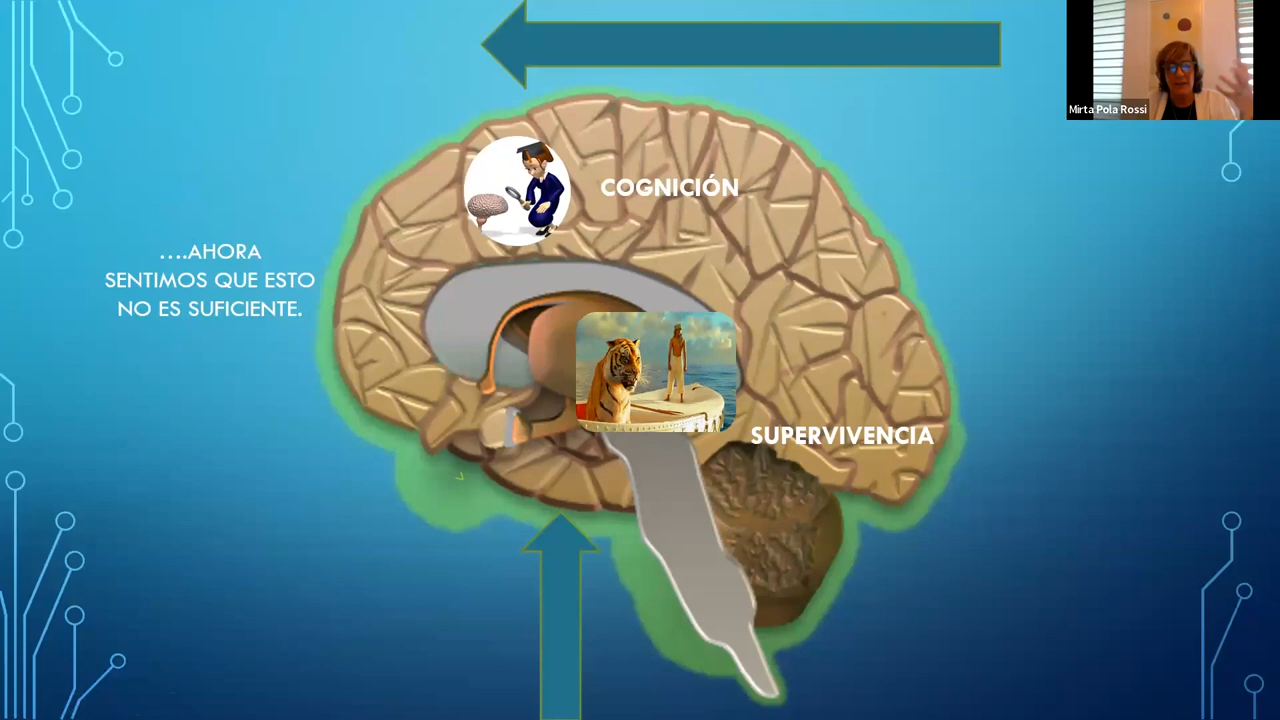 Mirta Pola Rossi
COGNICIÓN
….AHORA
SENTIMOS QUE ESTO
NO ES SUFICIENTE.
SUPERVIVENCIA